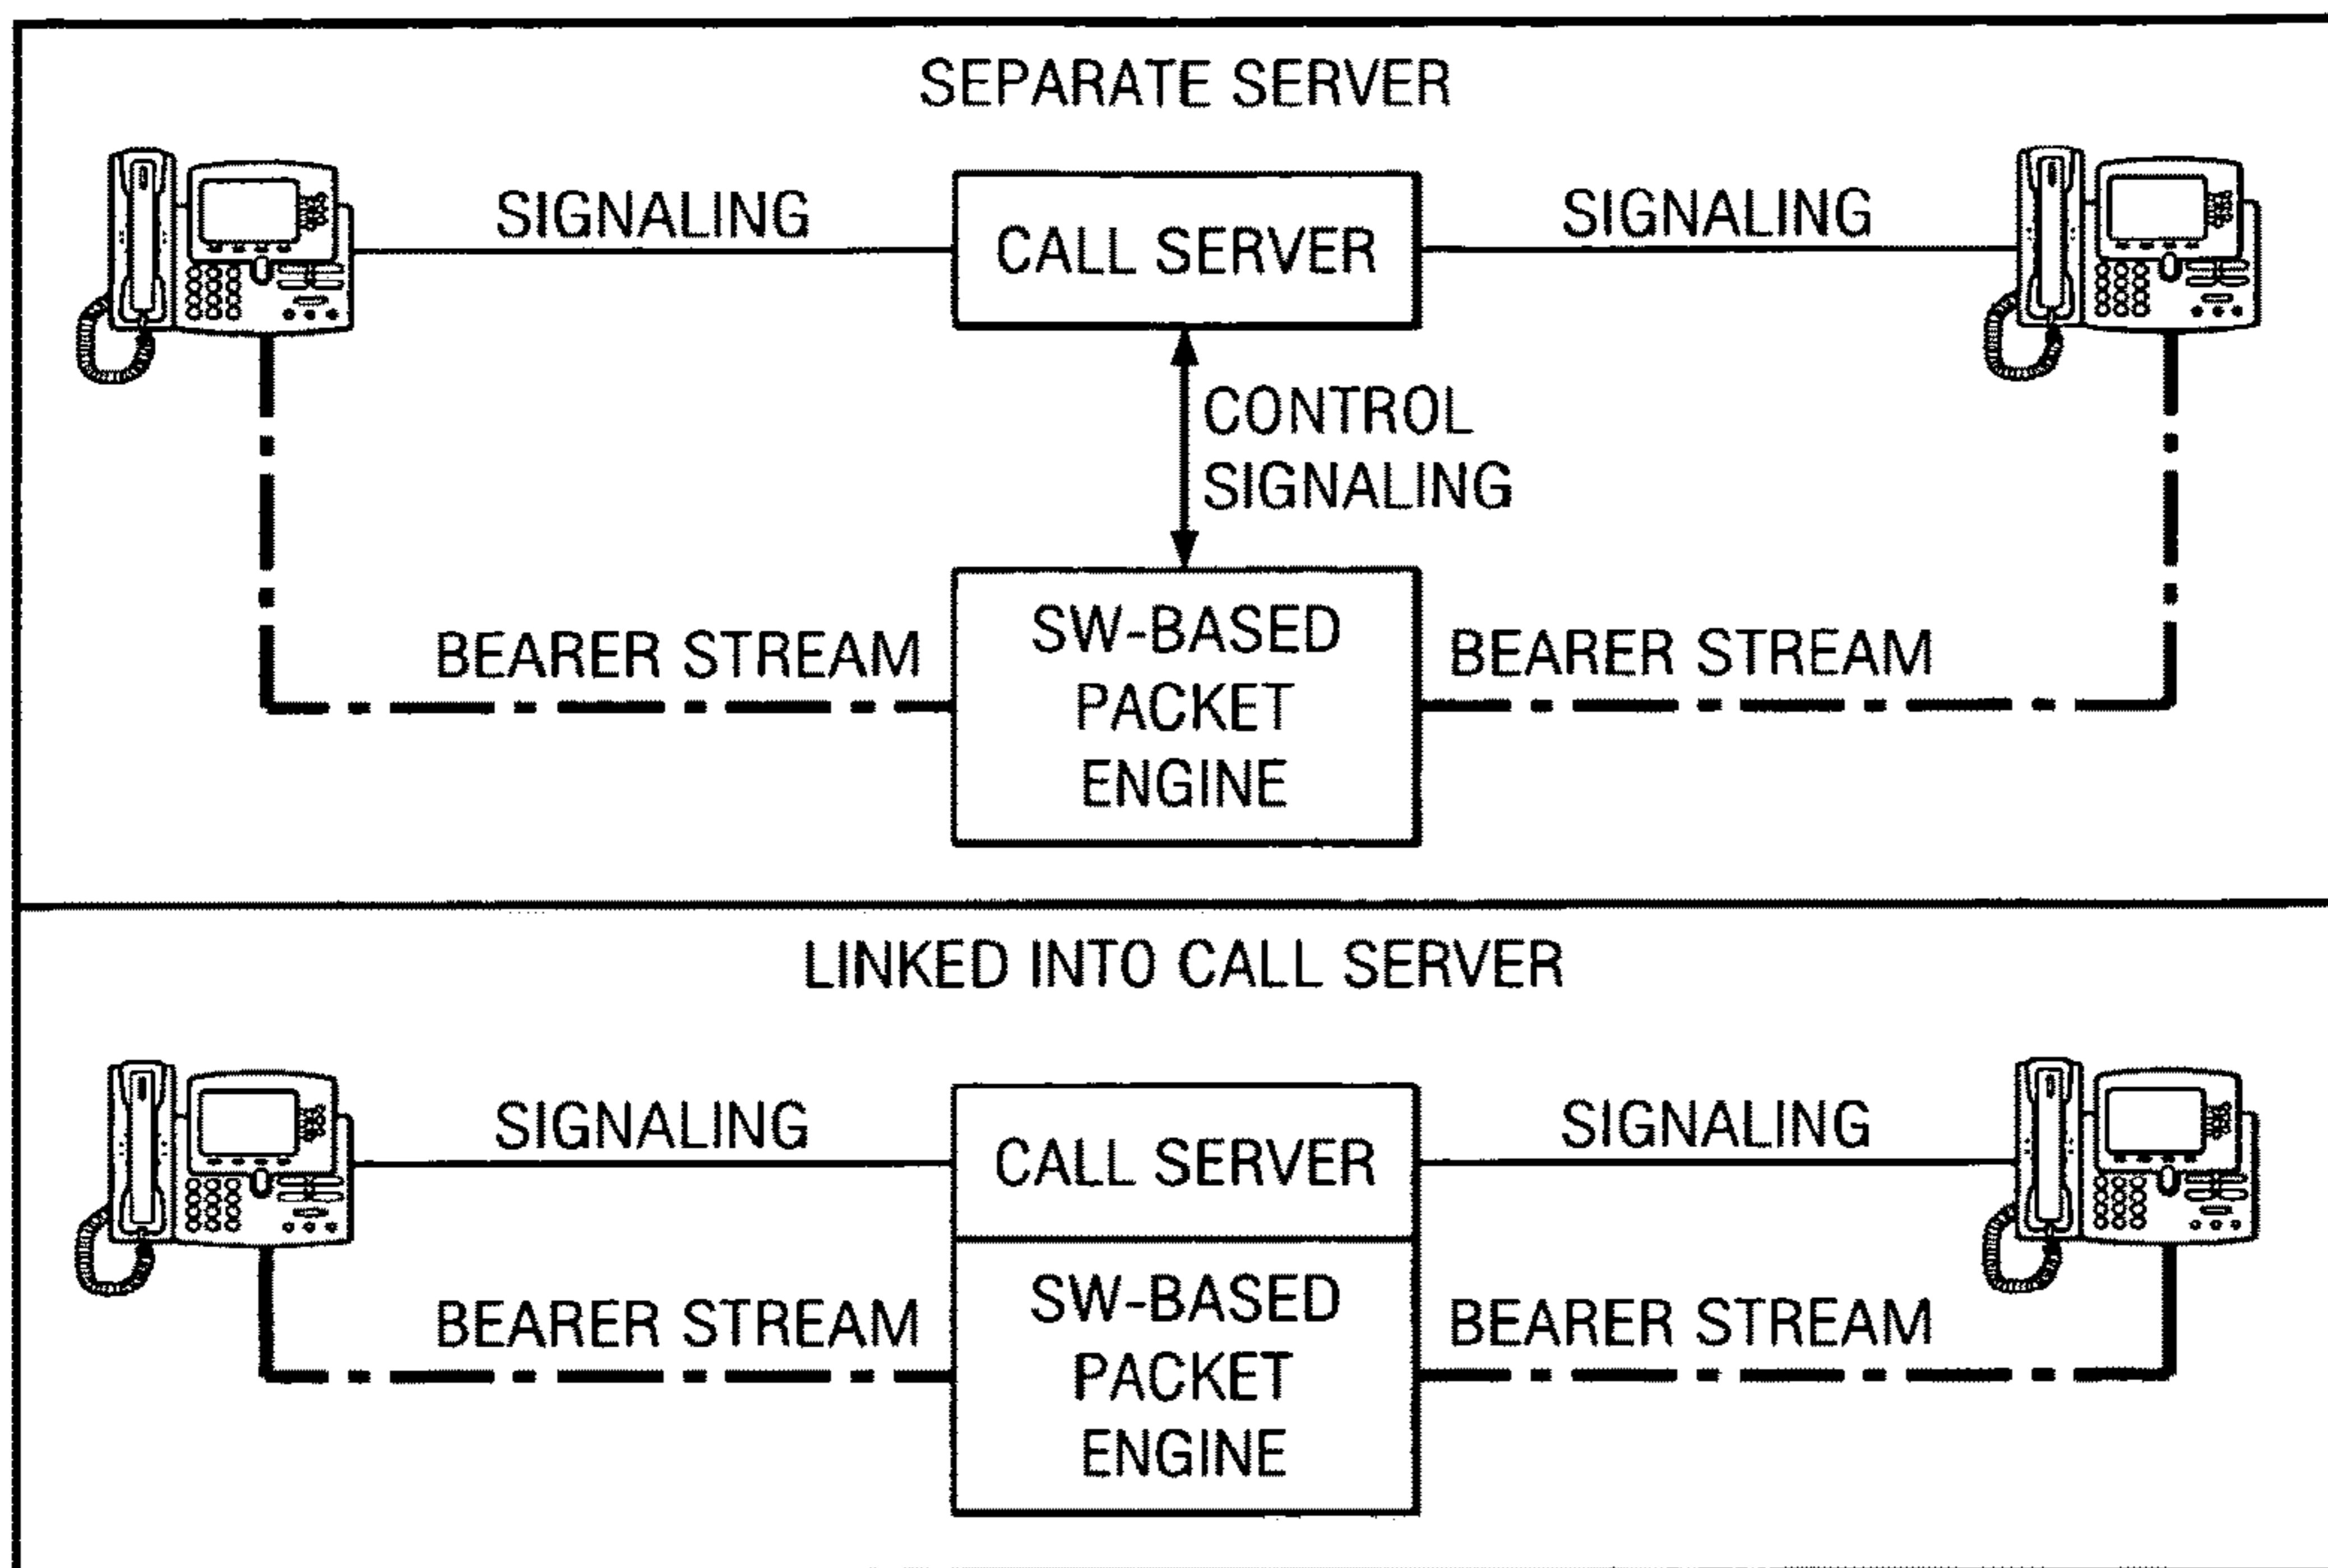 SEPARATE SERVER
SIGNALING
CALL SERVER
SIGNALING
CONTROL
SIGNALING
BEARER STREAM
SW-BASED
PACKET
ENGINE
BEARER STREAM
LINKED INTO CALL SERVER
SIGNALING
CALL SERVER
SIGNALING
BEARER STREAM
SW-BASED
PACKET
ENGINE
BEARER STREAM